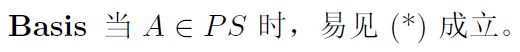 Basis 当 A ∈ PS 时，易见 (*) 成立。